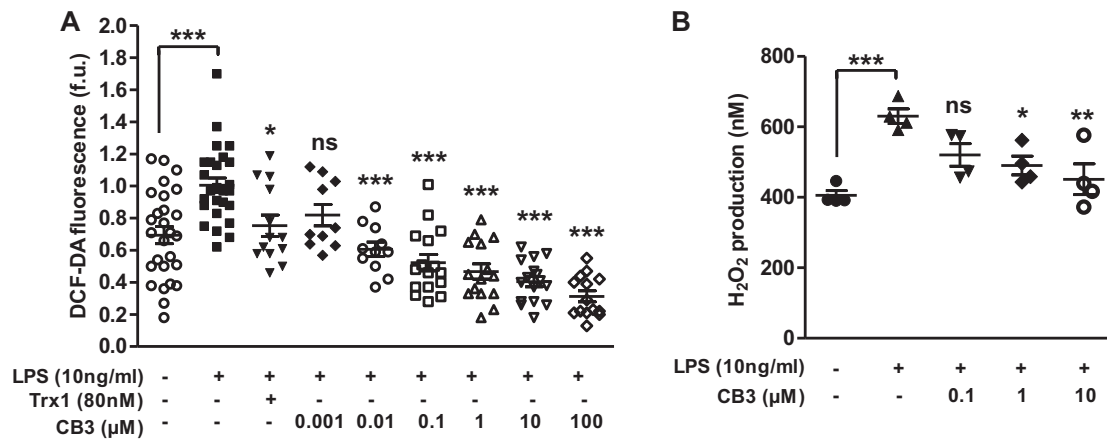 A
DCF-DA fluorescence (f.u.)
2.0
1.8
1.6
1.4
1.2
1.0
0.8
0.6
0.4
0.2
0.0
***
*
ns
***
***
***
***
***
LPS (10ng/ml) - + + + + + + + +
Trx1 (80nM) - - + - - - - - -
CB3 (μM) - - - 0.001 0.01 0.1 1 10 100
B
H₂O₂ production (nM)
800
600
400
200
0
***
ns
*
**
LPS (10ng/ml) - + + + +
CB3 (μM) - - 0.1 1 10